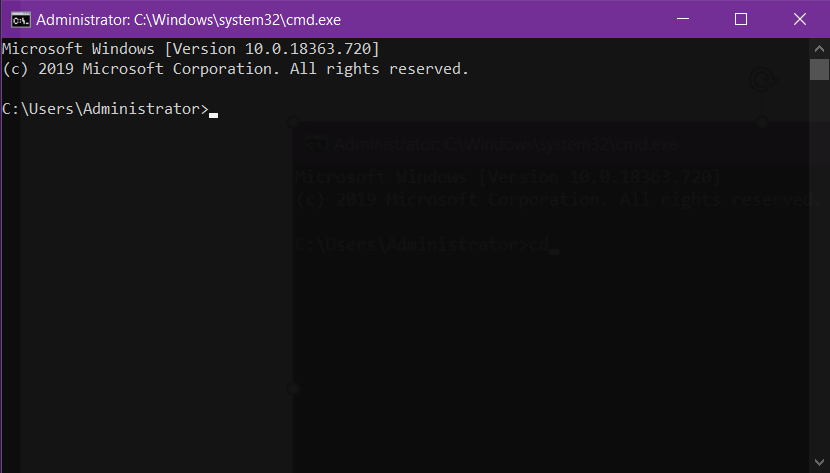 Administrator: C:\Windows\system32\cmd.exe
Microsoft Windows [Version 10.0.18363.720]
(c) 2019 Microsoft Corporation. All rights reserved.
C:\Users\Administrator>
Administrator: C:\Windows\system32\cmd.exe
Microsoft Windows [Version 10.0.18363.720]
(c) 2019 Microsoft Corporation. All rights reserved.
C:\Users\Administrator>cd